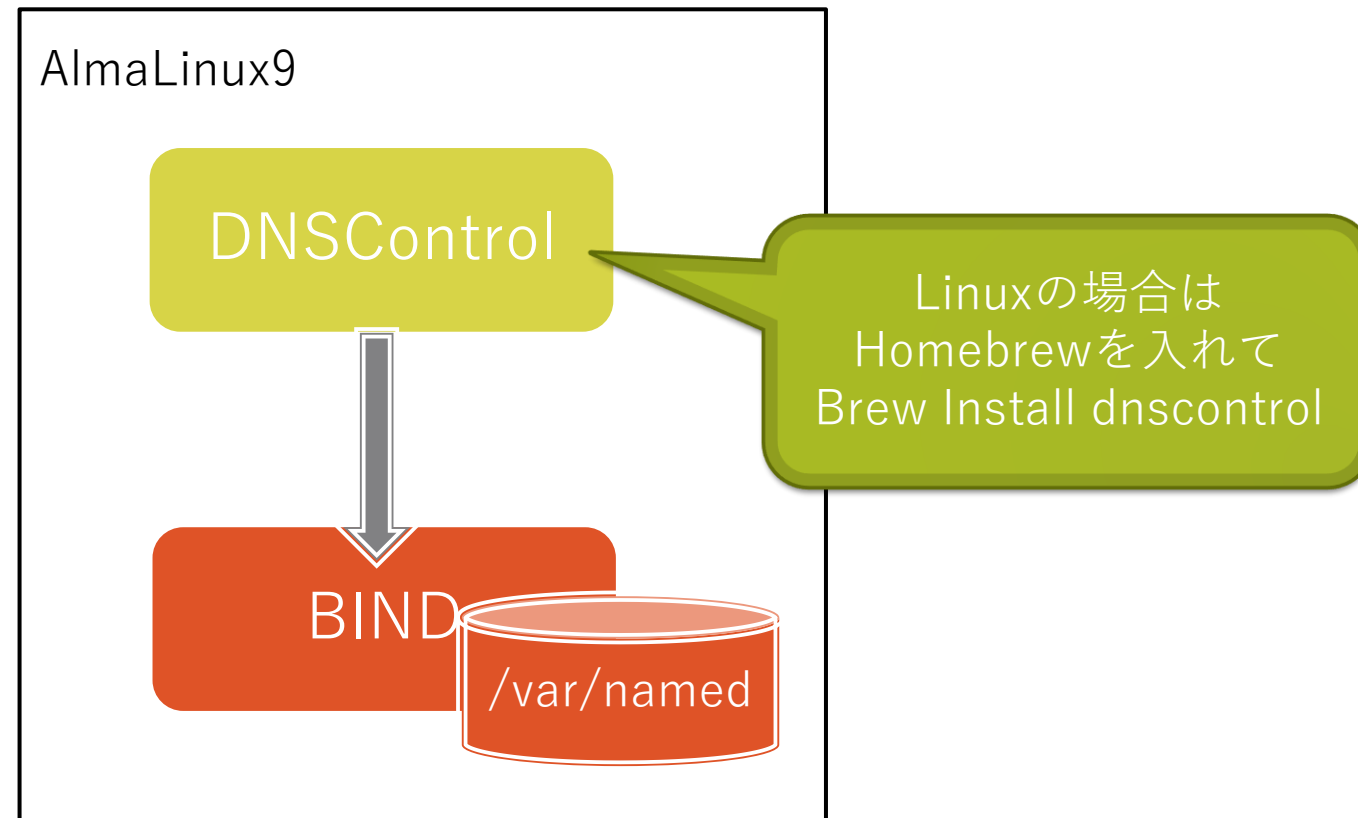 AlmaLinux9
DNSControl
Linuxの場合は
Homebrewを入れて
Brew Install dnscontrol
BIND
/var/named